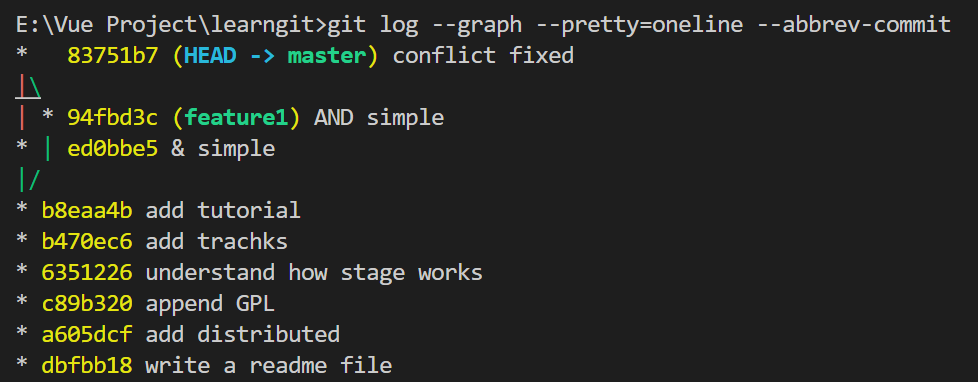 E:\Vue Project\learngit>git log --graph --pretty=oneline --abbrev-commit
*   83751b7 (HEAD -> master) conflict fixed
|\
| * 94fbd3c (feature1) AND simple
* | ed0bbe5 & simple
|/
* b8eaa4b add tutorial
* b470ec6 add trachks
* 6351226 understand how stage works
* c89b320 append GPL
* a605dcf add distributed
* dbfbb18 write a readme file